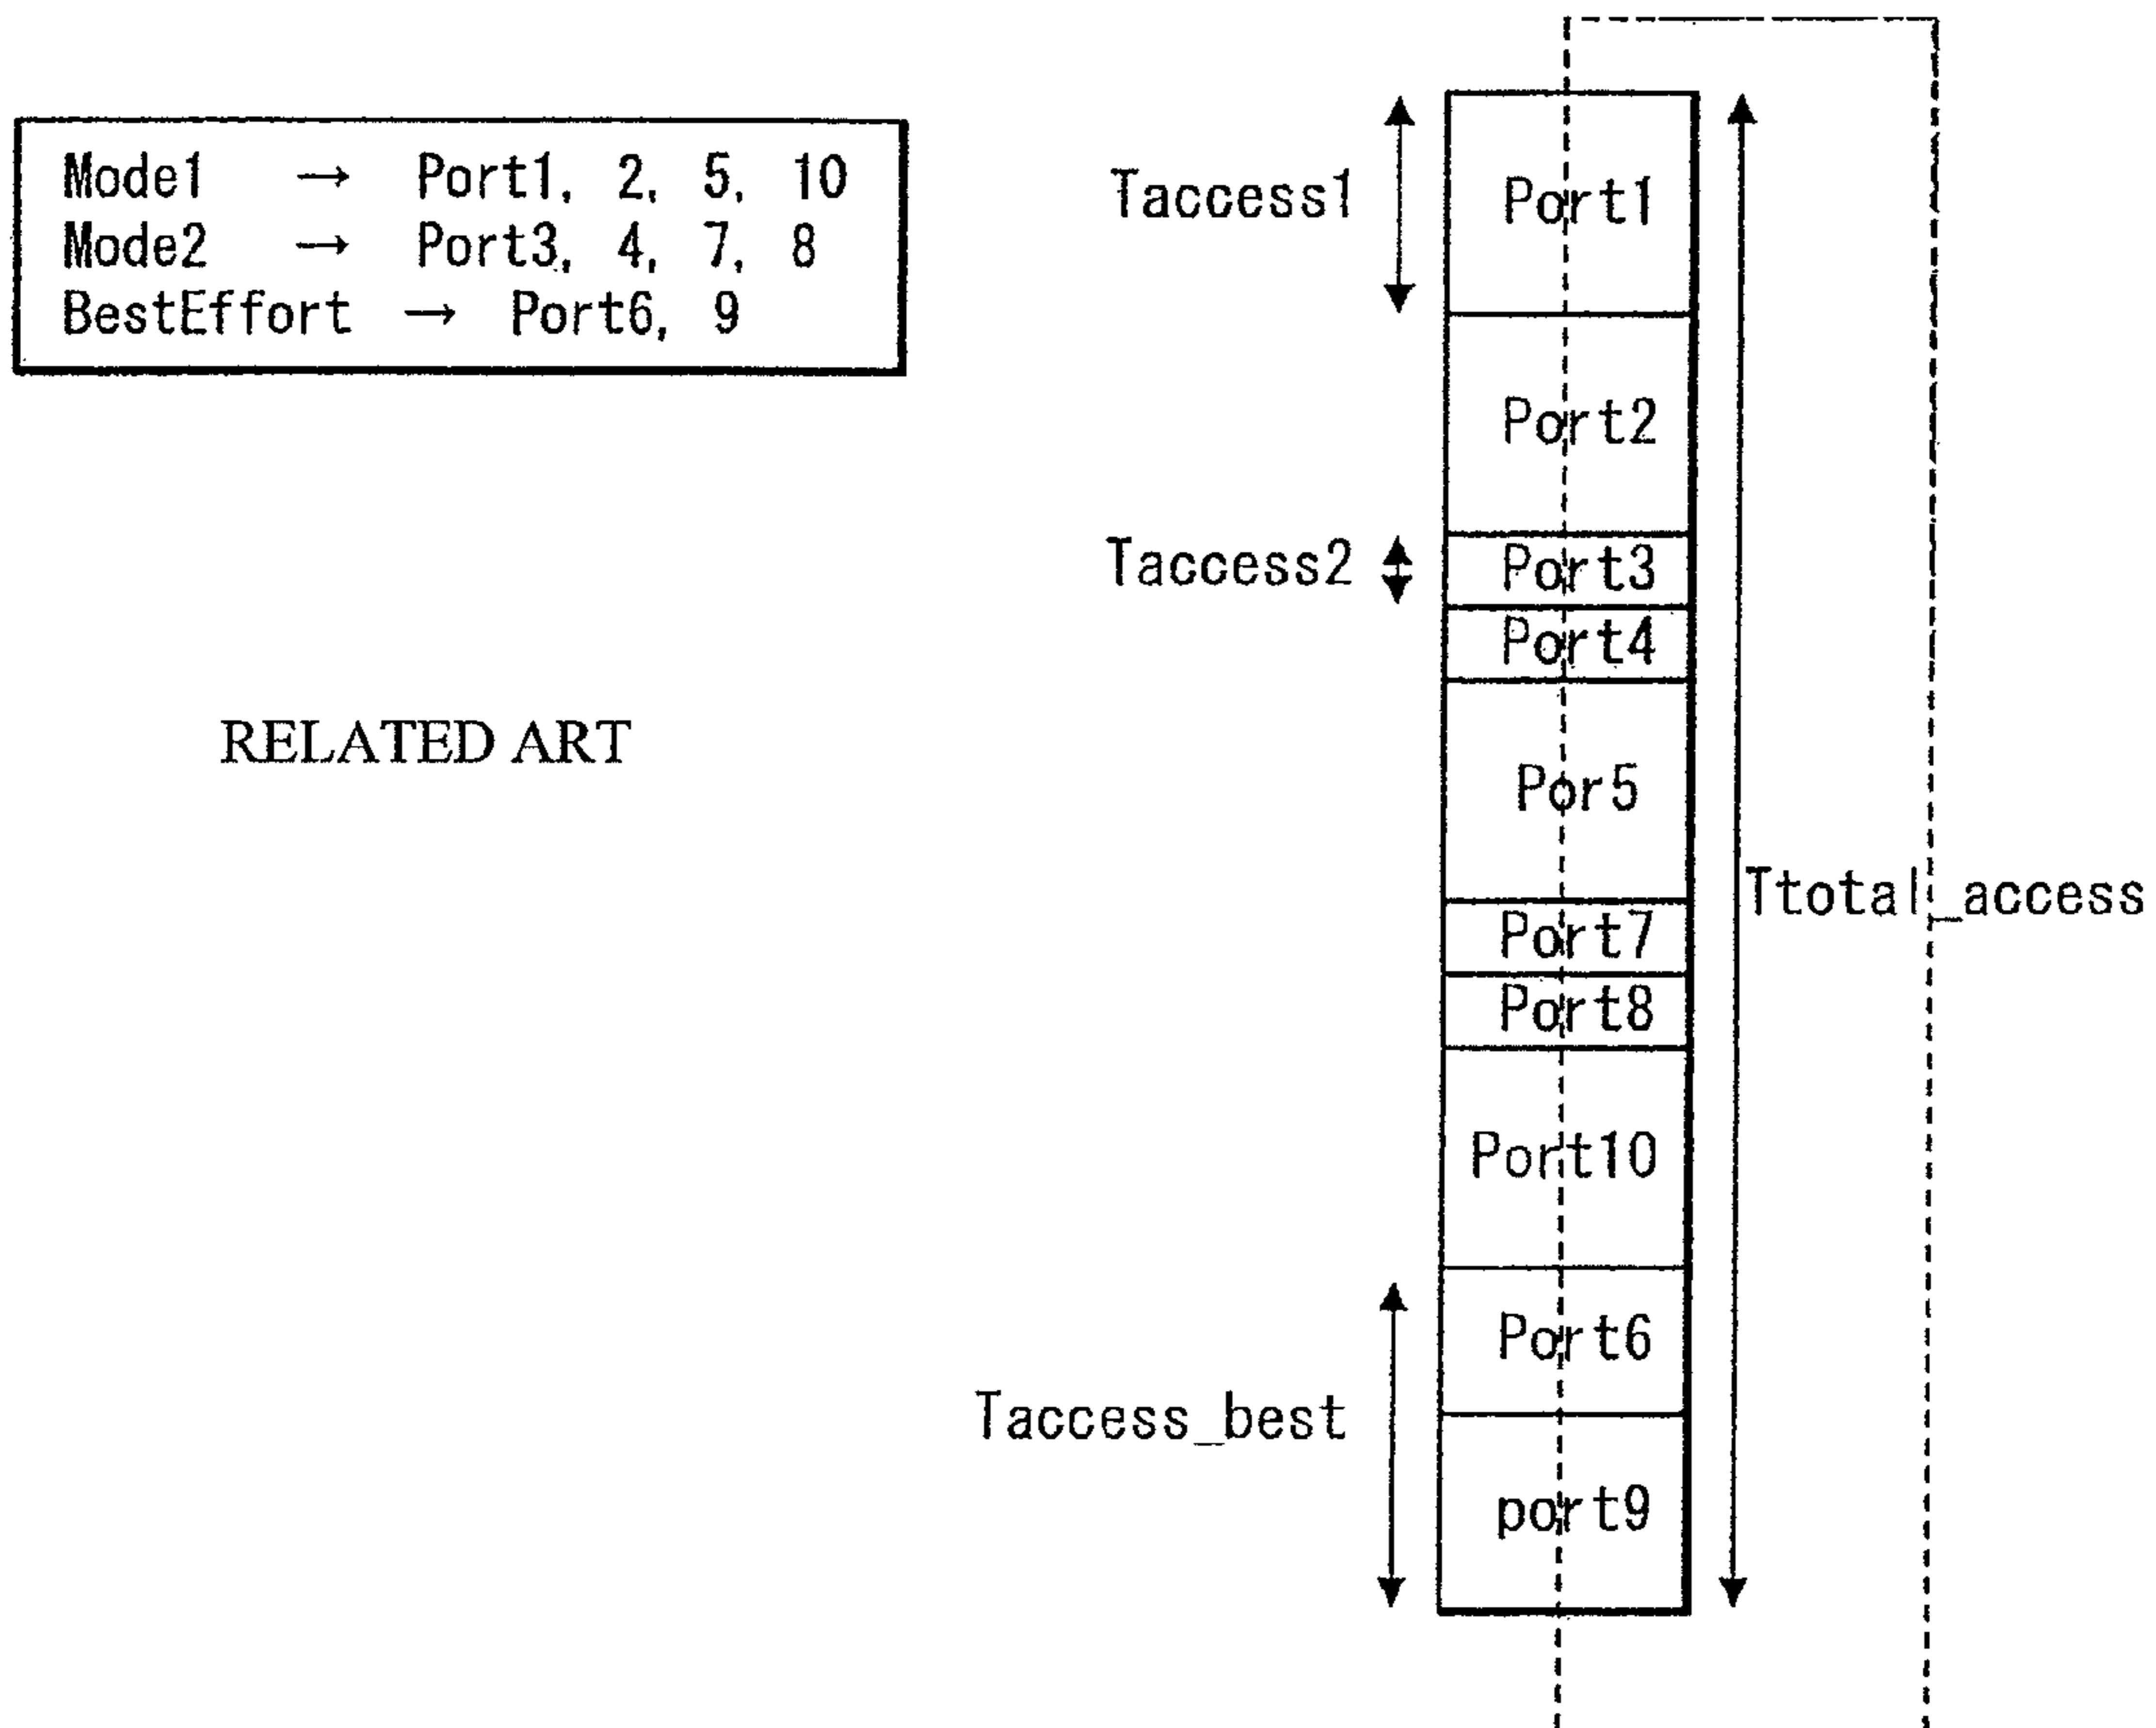 Mode1 → Port1, 2, 5, 10
Mode2 → Port3, 4, 7, 8
BestEffort → Port6, 9
RELATED ART
Taccess1
Port1
Port2
Taccess2
Port3
Port4
Por5
Ttotal_access
Port7
Port8
Port10
Port6
Taccess_best
port9